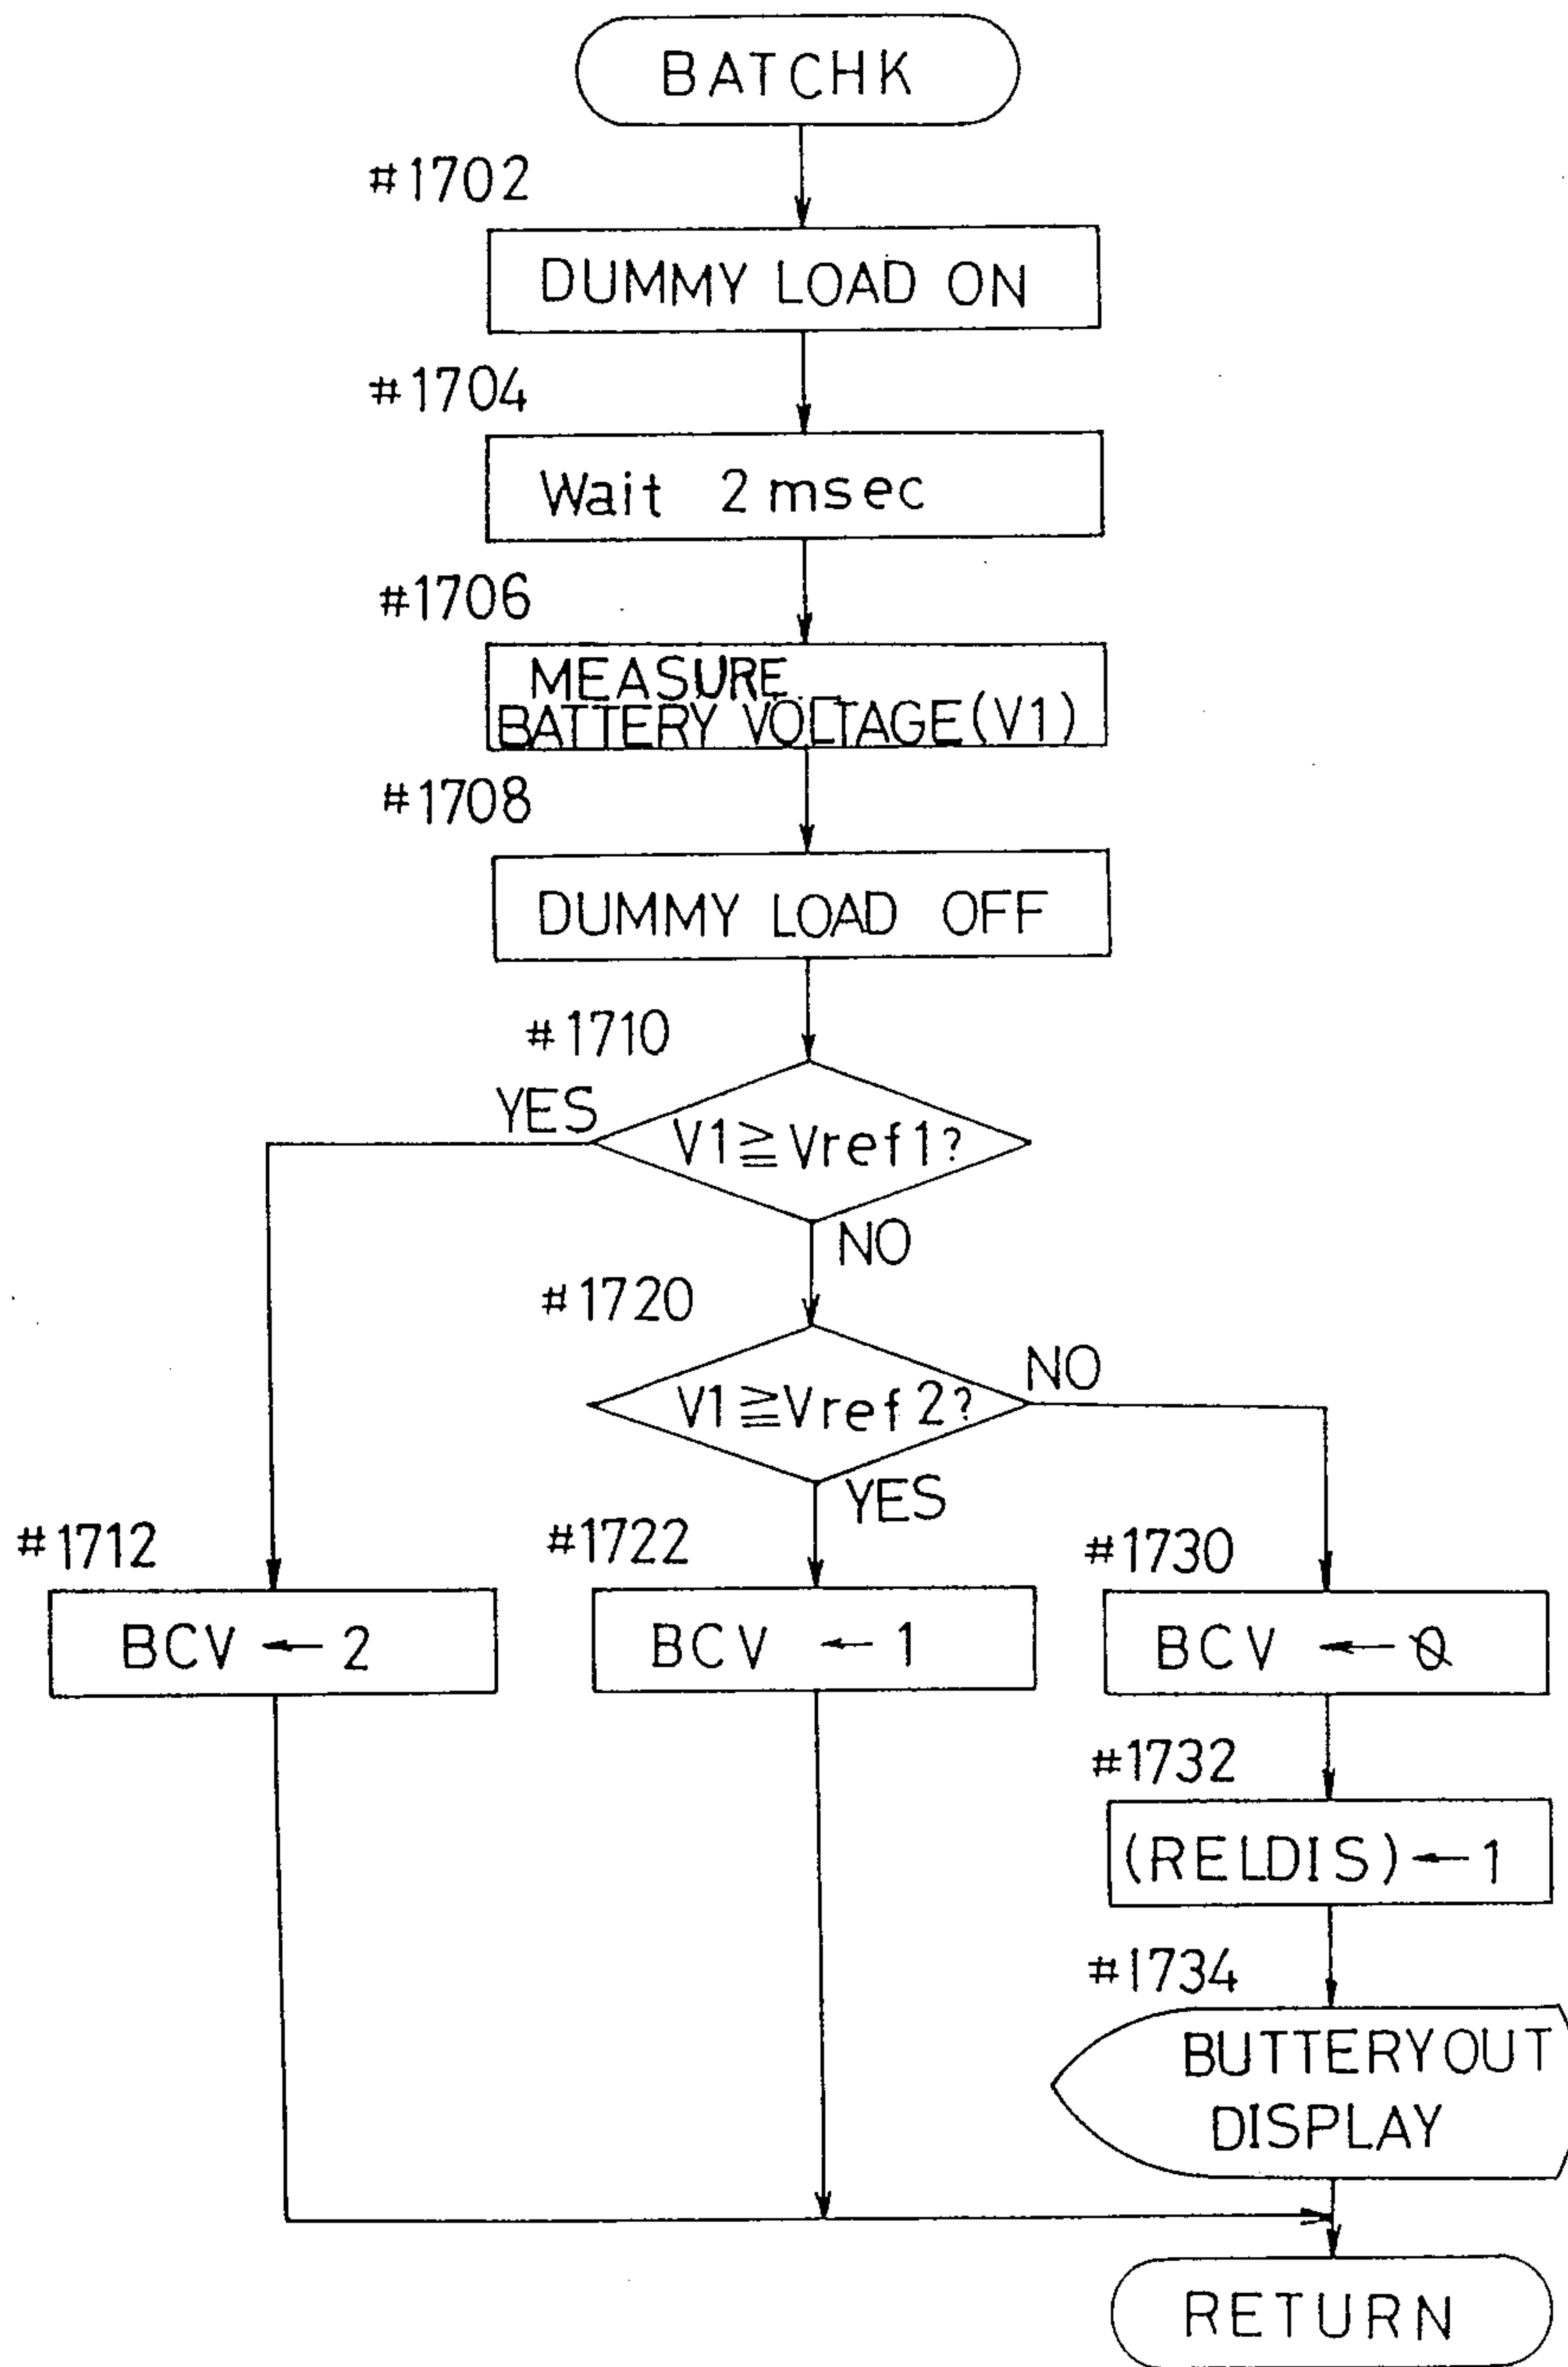 BATCHK
#1702
DUMMY LOAD ON
#1704
Wait 2 msec
#1706
MEASURE
BATTERY VOLTAGE(V1)
#1708
DUMMY LOAD OFF
#1710
YES
V1≧Vref1?
NO
#1720
V1≧Vref2?
NO
YES
#1712
BCV ← 2
#1722
BCV ← 1
#1730
BCV ← 0
#1732
(RELDIS) ← 1
#1734
BUTTERYOUT
DISPLAY
RETURN